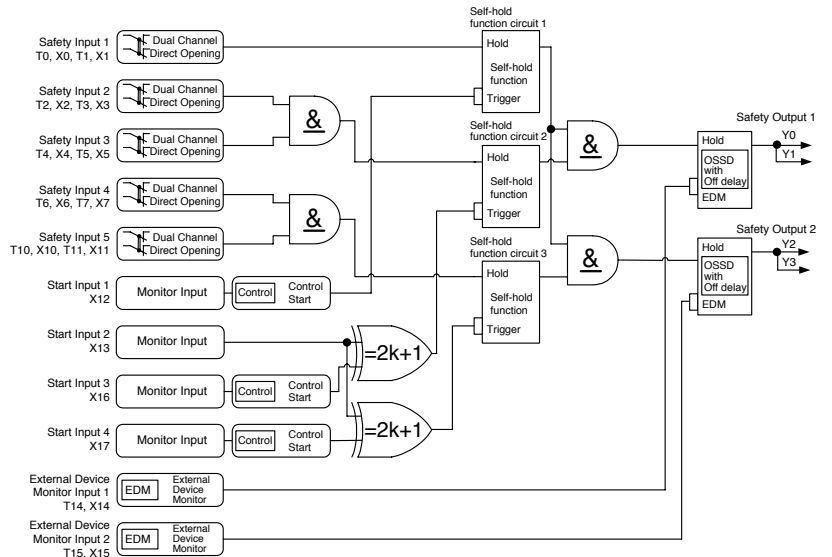 Safety Input 1
T0, X0, T1, X1
Dual Channel
Direct Opening
Safety Input 2
T2, X2, T3, X3
Dual Channel
Direct Opening
Safety Input 3
T4, X4, T5, X5
Dual Channel
Direct Opening
Safety Input 4
T6, X6, T7, X7
Dual Channel
Direct Opening
Safety Input 5
T10, X10, T11, X11
Dual Channel
Direct Opening
Start Input 1
X12
Monitor Input
Control
Control
Start
Start Input 2
X13
Monitor Input
Start Input 3
X16
Monitor Input
Control
Control
Start
Start Input 4
X17
Monitor Input
Control
Control
Start
External Device
Monitor Input 1
T14, X14
EDM
External
Device
Monitor
External Device
Monitor Input 2
T15, X15
EDM
External
Device
Monitor
&
&
=2k+1
=2k+1
Self-hold
function circuit 1
Hold
Self-hold
function
Trigger
Self-hold
function circuit 2
Hold
Self-hold
function
Trigger
Self-hold
function circuit 3
Hold
Self-hold
function
Trigger
&
&
Safety Output 1
Hold
OSSD
with
Off delay
EDM
Y0
Y1
Safety Output 2
Hold
OSSD
with
Off delay
EDM
Y2
Y3